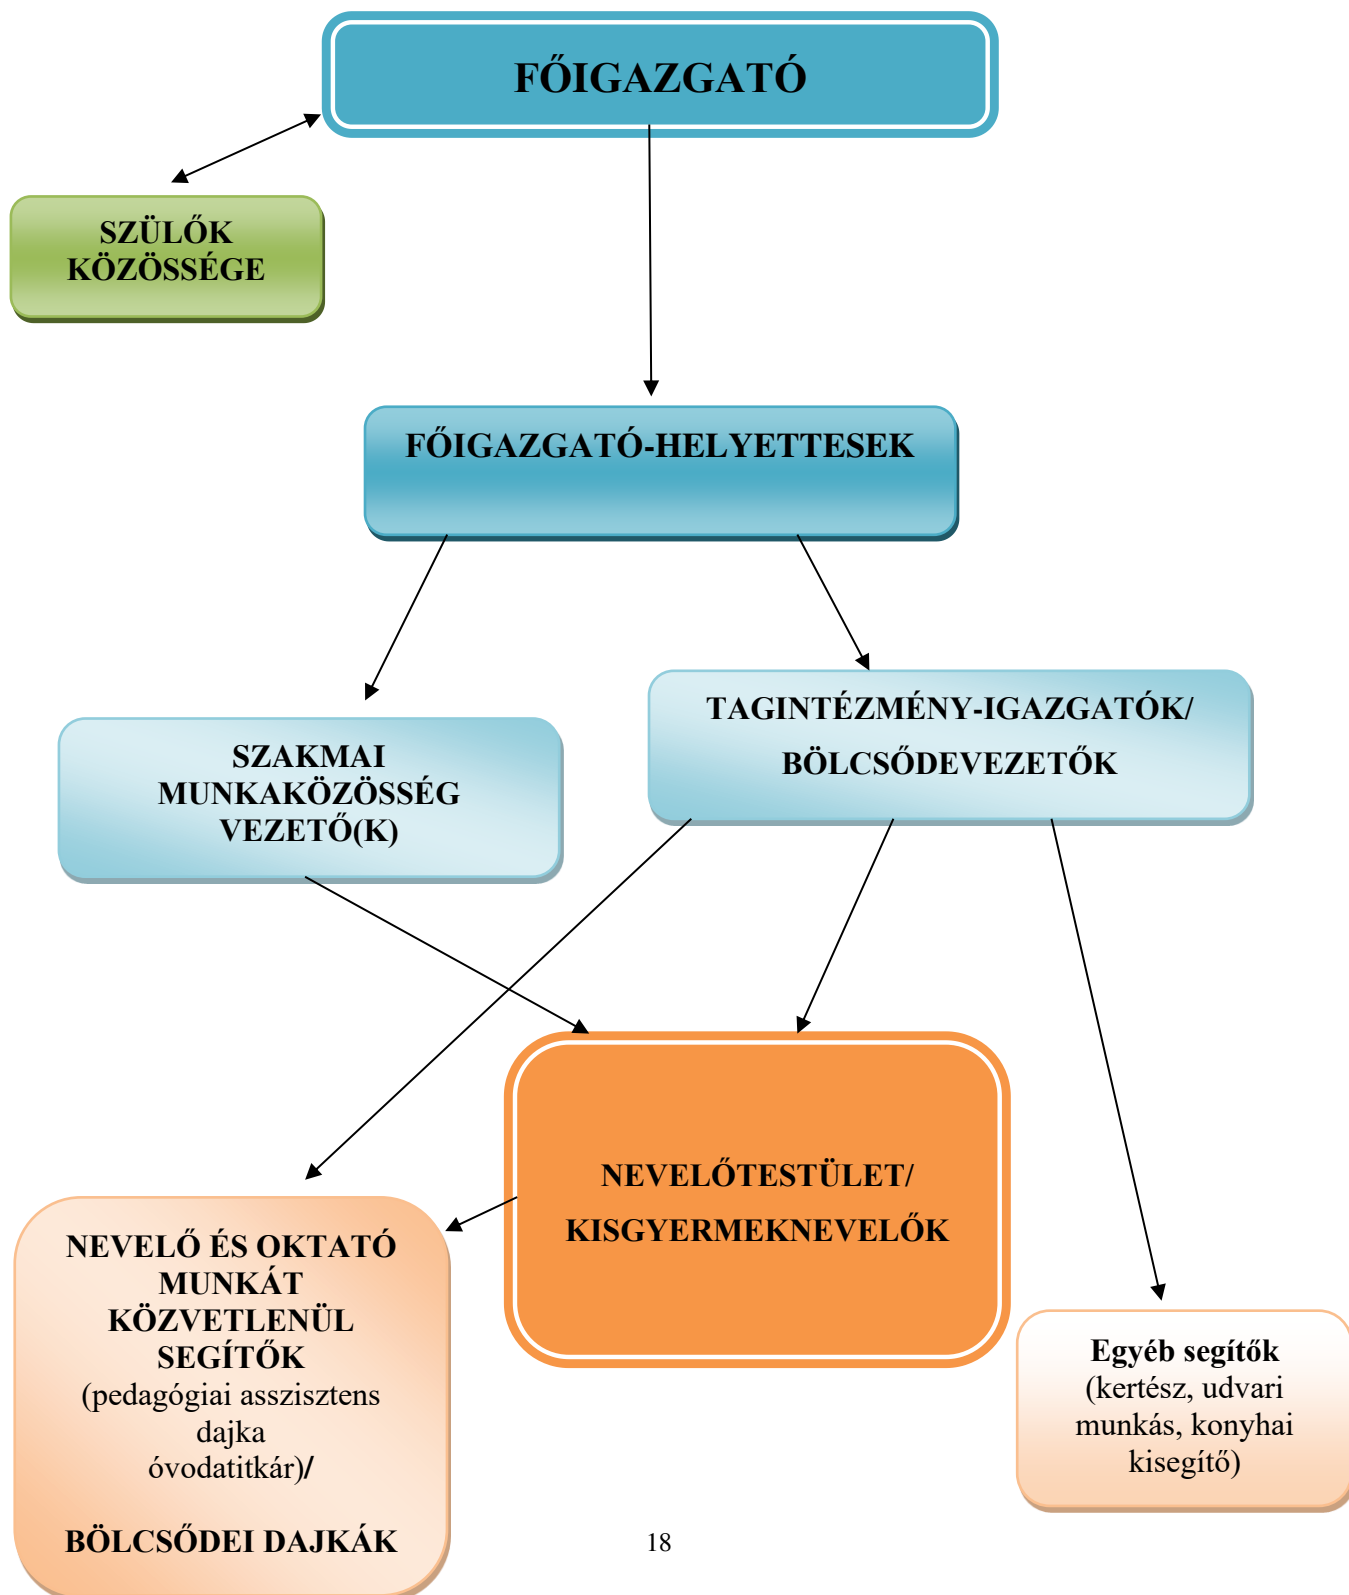 FŐIGAZGATÓ
SZÜLŐK
KÖZÖSSÉGE
FŐIGAZGATÓ-HELYETTESEK
SZAKMAI
MUNKAKÖZÖSSÉG
VEZETŐ(K)
TAGINTÉZMÉNY-IGAZGATÓK/
BÖLCSŐDEVEZETŐK
NEVELŐTESTÜLET/
KISGYERMEKNEVELŐK
NEVELŐ ÉS OKTATÓ
MUNKÁT
KÖZVETLENÜL
SEGÍTŐK
(pedagógiai asszisztens
dajka
óvodatitkár)/
BÖLCSŐDEI DAJKÁK
Egyéb segítők
(kertész, udvari
munkás, konyhai
kisegítő)
18